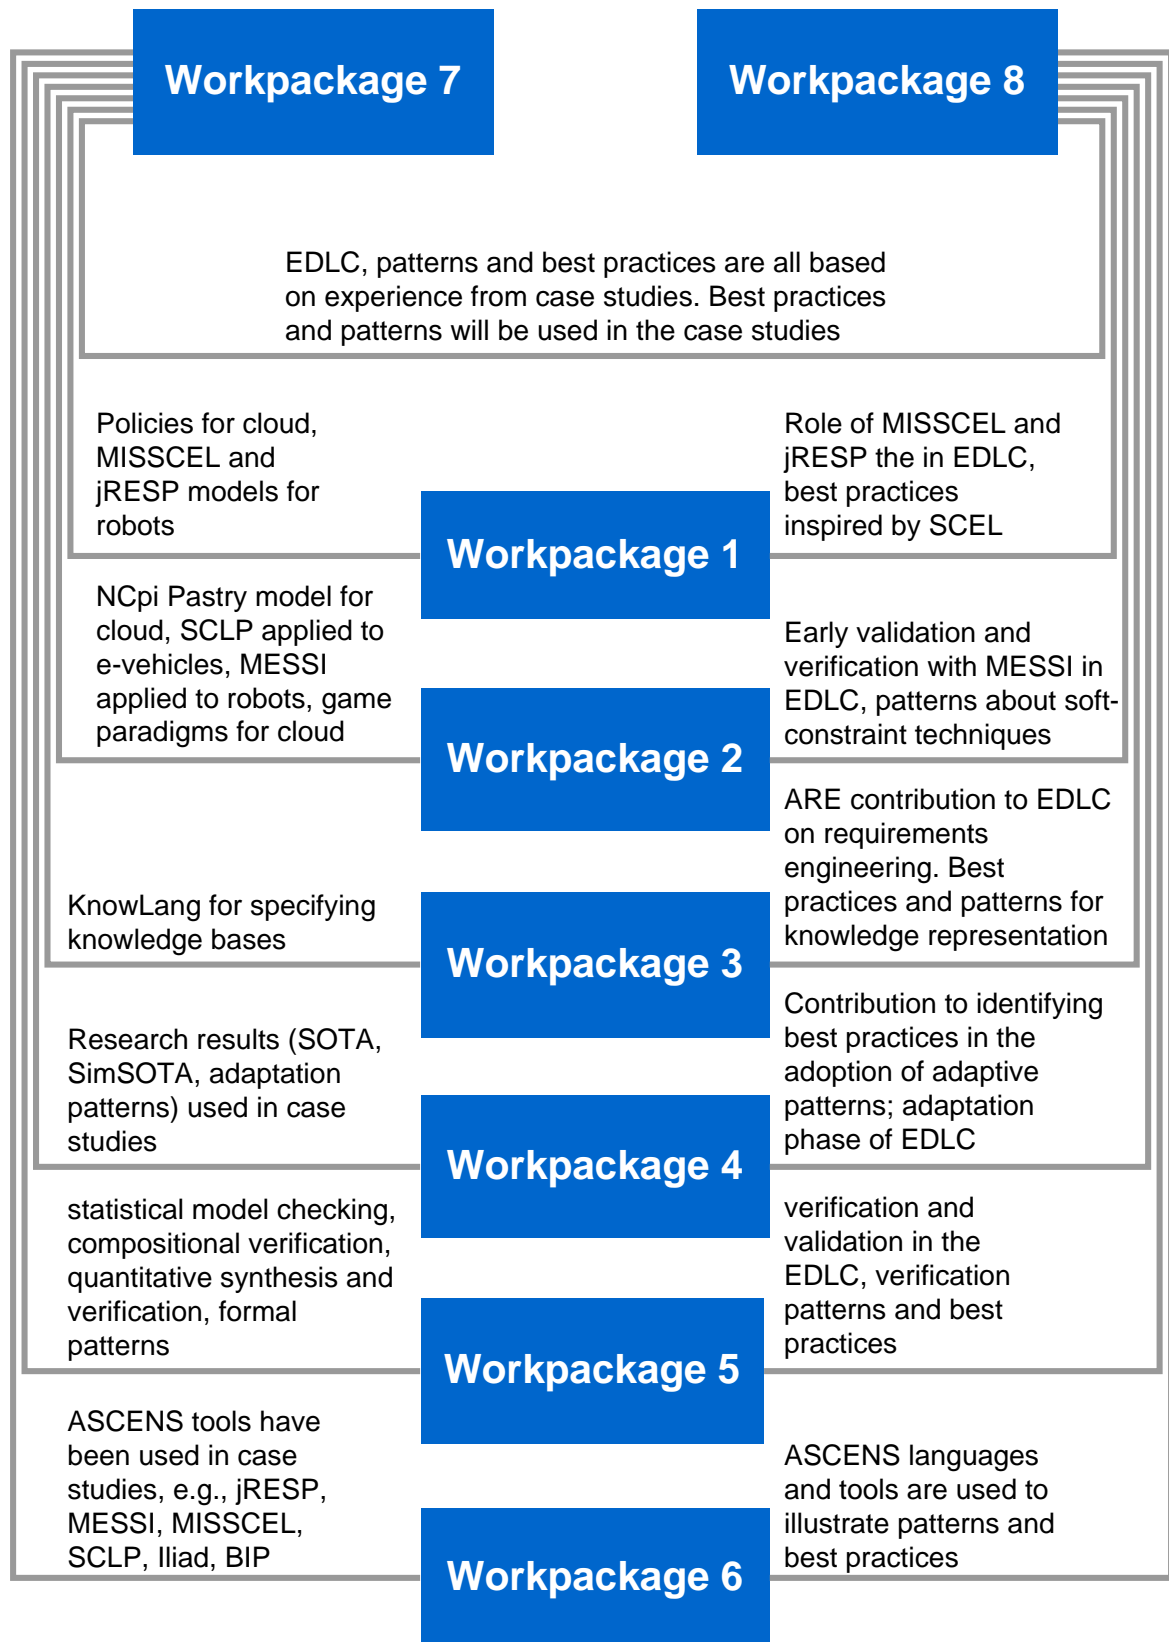 Workpackage 7
Workpackage 8
EDLC, patterns and best practices are all based
on experience from case studies. Best practices
and patterns will be used in the case studies
Policies for cloud,
MISSCEL and
jRESP models for
robots
Role of MISSCEL and
jRESP the in EDLC,
best practices
inspired by SCEL
Workpackage 1
NCpi Pastry model for
cloud, SCLP applied to
e-vehicles, MESSI
applied to robots, game
paradigms for cloud
Early validation and
verification with MESSI in
EDLC, patterns about soft-
constraint techniques
Workpackage 2
ARE contribution to EDLC
on requirements
engineering. Best
practices and patterns for
knowledge representation
KnowLang for specifying
knowledge bases
Workpackage 3
Research results (SOTA,
SimSOTA, adaptation
patterns) used in case
studies
Contribution to identifying
best practices in the
adoption of adaptive
patterns; adaptation
phase of EDLC
Workpackage 4
statistical model checking,
compositional verification,
quantitative synthesis and
verification, formal
patterns
verification and
validation in the
EDLC, verification
patterns and best
practices
Workpackage 5
ASCENS tools have
been used in case
studies, e.g., jRESP,
MESSI, MISSCEL,
SCLP, Iliad, BIP
ASCENS languages
and tools are used to
illustrate patterns and
best practices
Workpackage 6